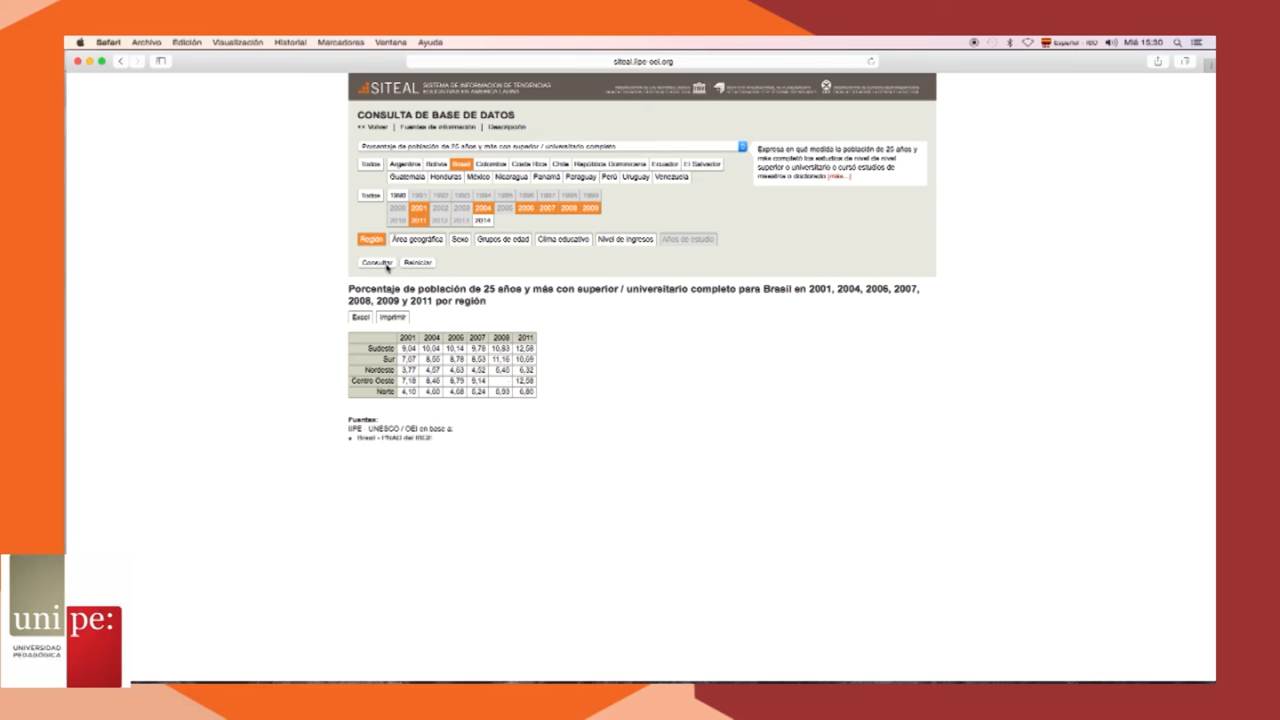 Safari Archivo Edición Visualización Historial Marcadores Ventana Ayuda Español - ISO Mié 15:30
siteal.iipe-oei.org
SITEAL SISTEMA DE INFORMACIÓN DE TENDENCIAS
EDUCATIVAS EN AMÉRICA LATINA
CONSULTA DE BASE DE DATOS
<< Volver | Fuentes de información | Descripción
Porcentaje de población de 25 años y más con superior / universitario completo
Expresa en qué medida la población de 25 años y
más completó los estudios de nivel de nivel
superior o universitario o cursó estudios de
maestría o doctorado [más...]
Todos Argentina Bolivia Brasil Colombia Costa Rica Chile República Dominicana Ecuador El Salvador
Guatemala Honduras México Nicaragua Panamá Paraguay Perú Uruguay Venezuela
Todos 1990 1991 1992 1993 1994 1995 1996 1997 1998 1999
2000 2001 2002 2003 2004 2005 2006 2007 2008 2009
2010 2011 2012 2013 2014
Región Área geográfica Sexo Grupos de edad Clima educativo Nivel de ingresos Años de estudio
Consultar Reiniciar
Porcentaje de población de 25 años y más con superior / universitario completo para Brasil en 2001, 2004, 2006, 2007,
2008, 2009 y 2011 por región
Excel Imprimir
2001 2004 2006 2007 2008 2011
Sudeste 9,04 10,04 10,14 9,78 10,83 12,58
Sur 7,07 8,55 8,78 8,53 11,16 10,69
Nordeste 3,77 4,57 4,63 4,52 5,45 6,32
Centro Oeste 7,18 8,46 8,79 9,14 12,58
Norte 4,10 4,60 4,68 5,24 5,93 6,80
Fuentes:
IIPE - UNESCO / OEI en base a:
Brasil - PNAD del IBGE
uni pe:
UNIVERSIDAD
PEDAGÓGICA